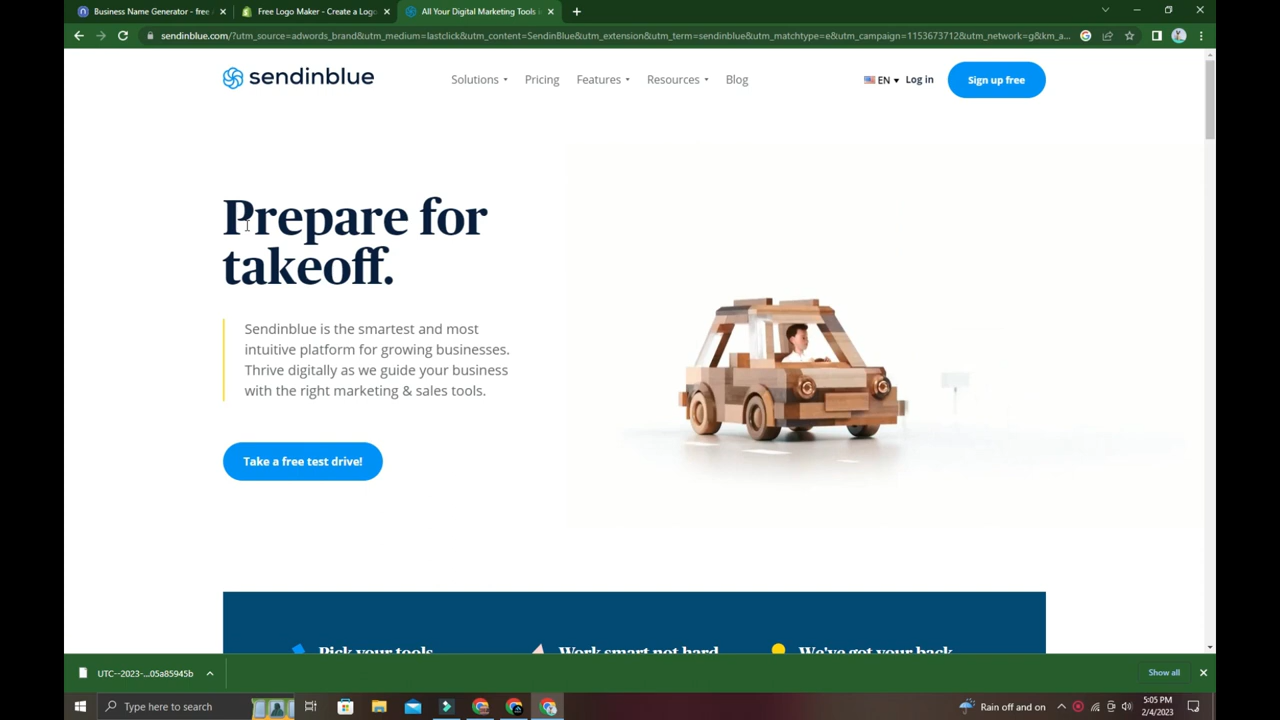 Business Name Generator - free
Free Logo Maker - Create a Logo
All Your Digital Marketing Tools
sendinblue.com/?utm_source=adwords_brand&utm_medium=lastclick&utm_content=SendinBlue&utm_extension&utm_term=sendinblue&utm_matchtype=e&utm_campaign=1153673712&utm_network=g&km_a...
sendinblue
Solutions
Pricing
Features
Resources
Blog
EN
Log in
Sign up free
Prepare for
takeoff.
Sendinblue is the smartest and most
intuitive platform for growing businesses.
Thrive digitally as we guide your business
with the right marketing & sales tools.
Take a free test drive!
Pick your tools
Work smart not hard
We've got your back
UTC--2023-...05a85945b
Show all
Type here to search
Rain off and on
5:05 PM
2/4/2023